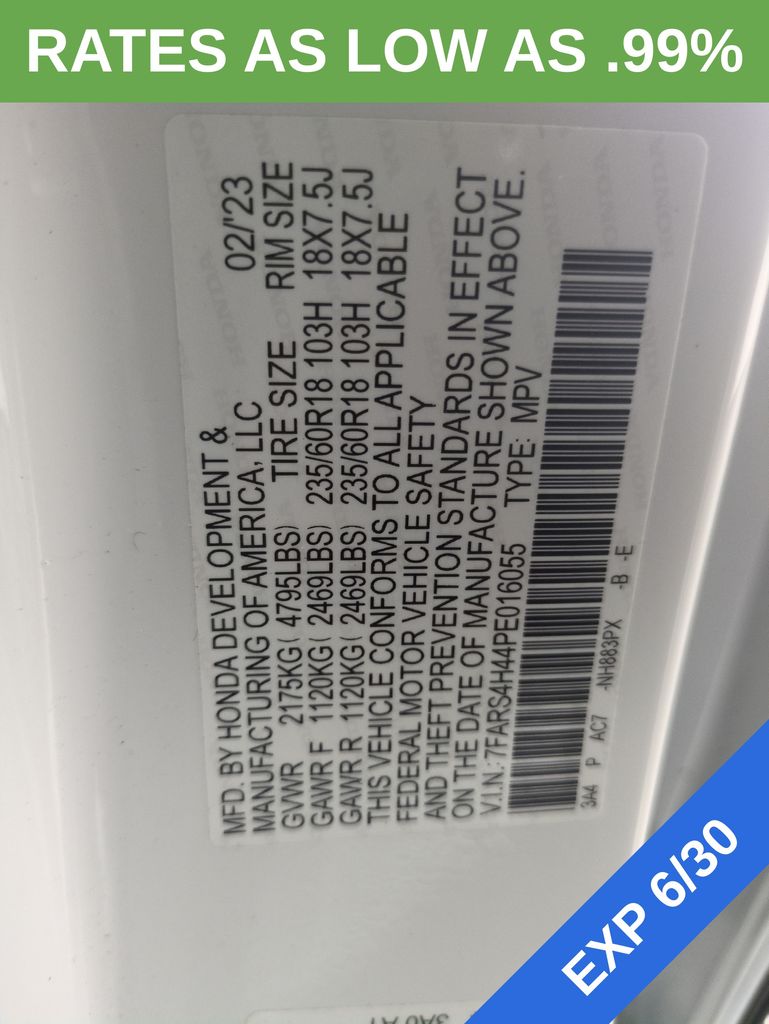 RATES AS LOW AS .99%
MFD. BY HONDA DEVELOPMENT &
MANUFACTURING OF AMERICA, LLC 02/'23
GVWR 2175KG( 4795LBS) TIRE SIZE RIM SIZE
GAWR F 1120KG( 2469LBS) 235/60R18 103H 18X7.5J
GAWR R 1120KG( 2469LBS) 235/60R18 103H 18X7.5J
THIS VEHICLE CONFORMS TO ALL APPLICABLE
FEDERAL MOTOR VEHICLE SAFETY
AND THEFT PREVENTION STANDARDS IN EFFECT
ON THE DATE OF MANUFACTURE SHOWN ABOVE.
V.I.N.: 7FARS4H44PE016055 TYPE: MPV
3A4 P AC7 -NH883PX -B -E
EXP 6/30